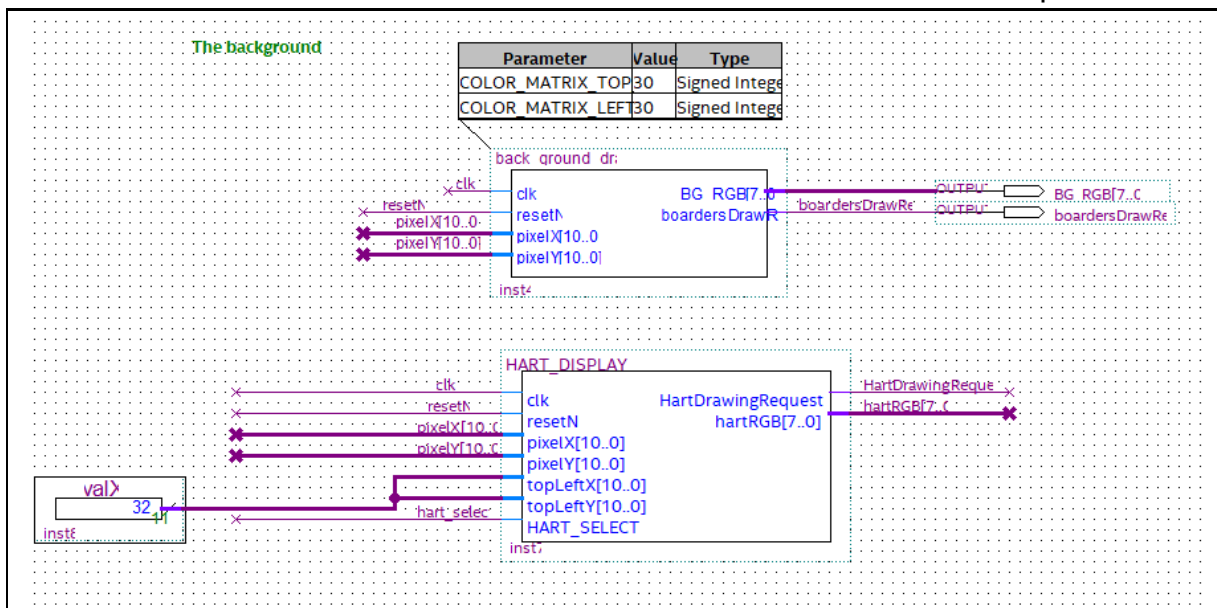 The background
Parameter Value Type
COLOR_MATRIX_TOP 30 Signed Intege
COLOR_MATRIX_LEFT 30 Signed Intege
back_ground_dra
clk
resetN
pixelX[10..0
pixelY[10..0]
clk
resetN
pixelX[10..0
pixelY[10..0]
BG_RGB[7..0
boardersDrawR
boardersDrawRe
OUTPUT
OUTPUT
BG_RGB[7..0
boardersDrawRe
inst4
HART_DISPLAY
clk
resetN
pixelX[10..0
pixelY[10..0
hart_selec
clk
resetN
pixelX[10..0]
pixelY[10..0]
topLeftX[10..0]
topLeftY[10..0]
HART_SELECT
HartDrawingRequest
hartRGB[7..0]
HartDrawingReque
hartRGB[7..0
inst7
valX
32
11
inst8